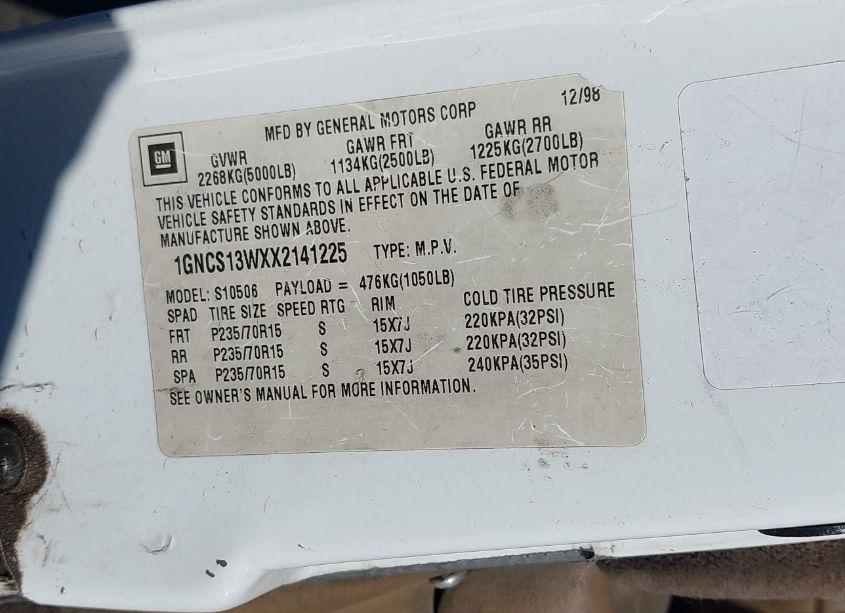 12/98
MFD BY GENERAL MOTORS CORP
GM
GVWR GAWR FRT GAWR RR
2268KG(5000LB) 1134KG(2500LB) 1225KG(2700LB)
THIS VEHICLE CONFORMS TO ALL APPLICABLE U.S. FEDERAL MOTOR
VEHICLE SAFETY STANDARDS IN EFFECT ON THE DATE OF
MANUFACTURE SHOWN ABOVE.
1GNCS13WXX2141225 TYPE: M.P.V.
MODEL: S10506 PAYLOAD = 476KG(1050LB)
SPAD TIRE SIZE SPEED RTG RIM COLD TIRE PRESSURE
FRT P235/70R15 S 15X7J 220KPA(32PSI)
RR P235/70R15 S 15X7J 220KPA(32PSI)
SPA P235/70R15 S 15X7J 240KPA(35PSI)
SEE OWNER'S MANUAL FOR MORE INFORMATION.